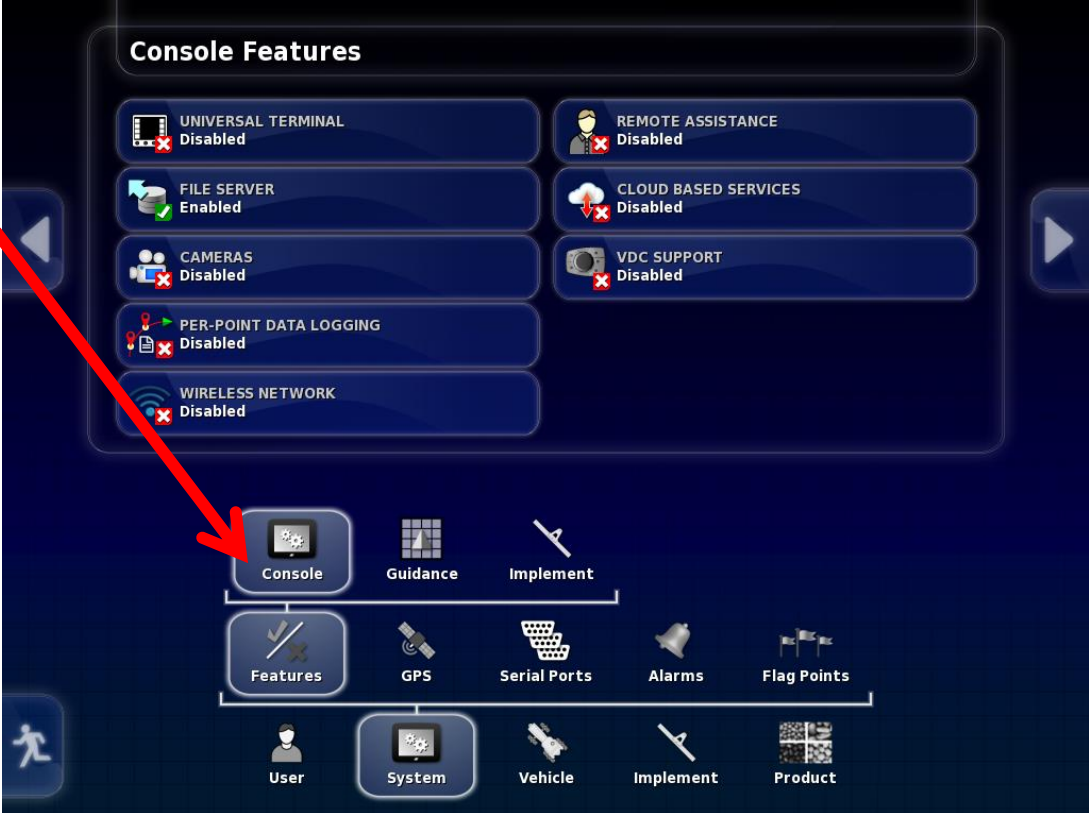 Console Features
UNIVERSAL TERMINAL
Disabled
REMOTE ASSISTANCE
Disabled
FILE SERVER
Enabled
CLOUD BASED SERVICES
Disabled
CAMERAS
Disabled
VDC SUPPORT
Disabled
PER-POINT DATA LOGGING
Disabled
WIRELESS NETWORK
Disabled
Console Guidance Implement
Features GPS Serial Ports Alarms Flag Points
User System Vehicle Implement Product